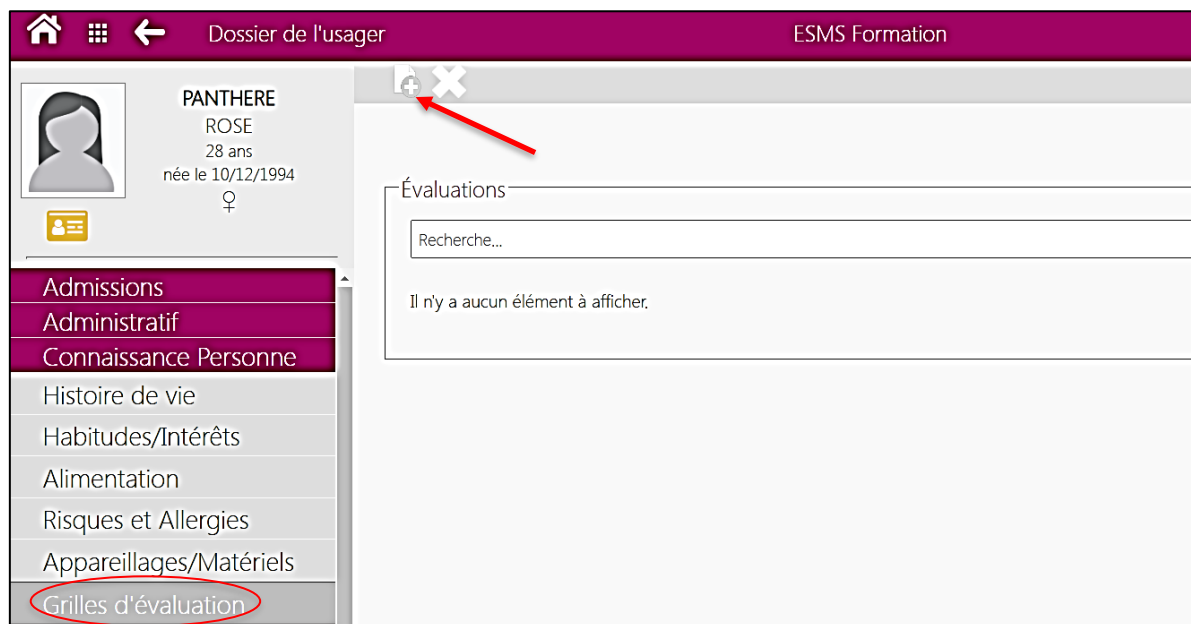 Dossier de l'usager
ESMS Formation
PANTHERE
ROSE
28 ans
née le 10/12/1994
Évaluations
Recherche...
Il n'y a aucun élément à afficher.
Admissions
Administratif
Connaissance Personne
Histoire de vie
Habitudes/Intérêts
Alimentation
Risques et Allergies
Appareillages/Matériels
Grilles d'évaluation